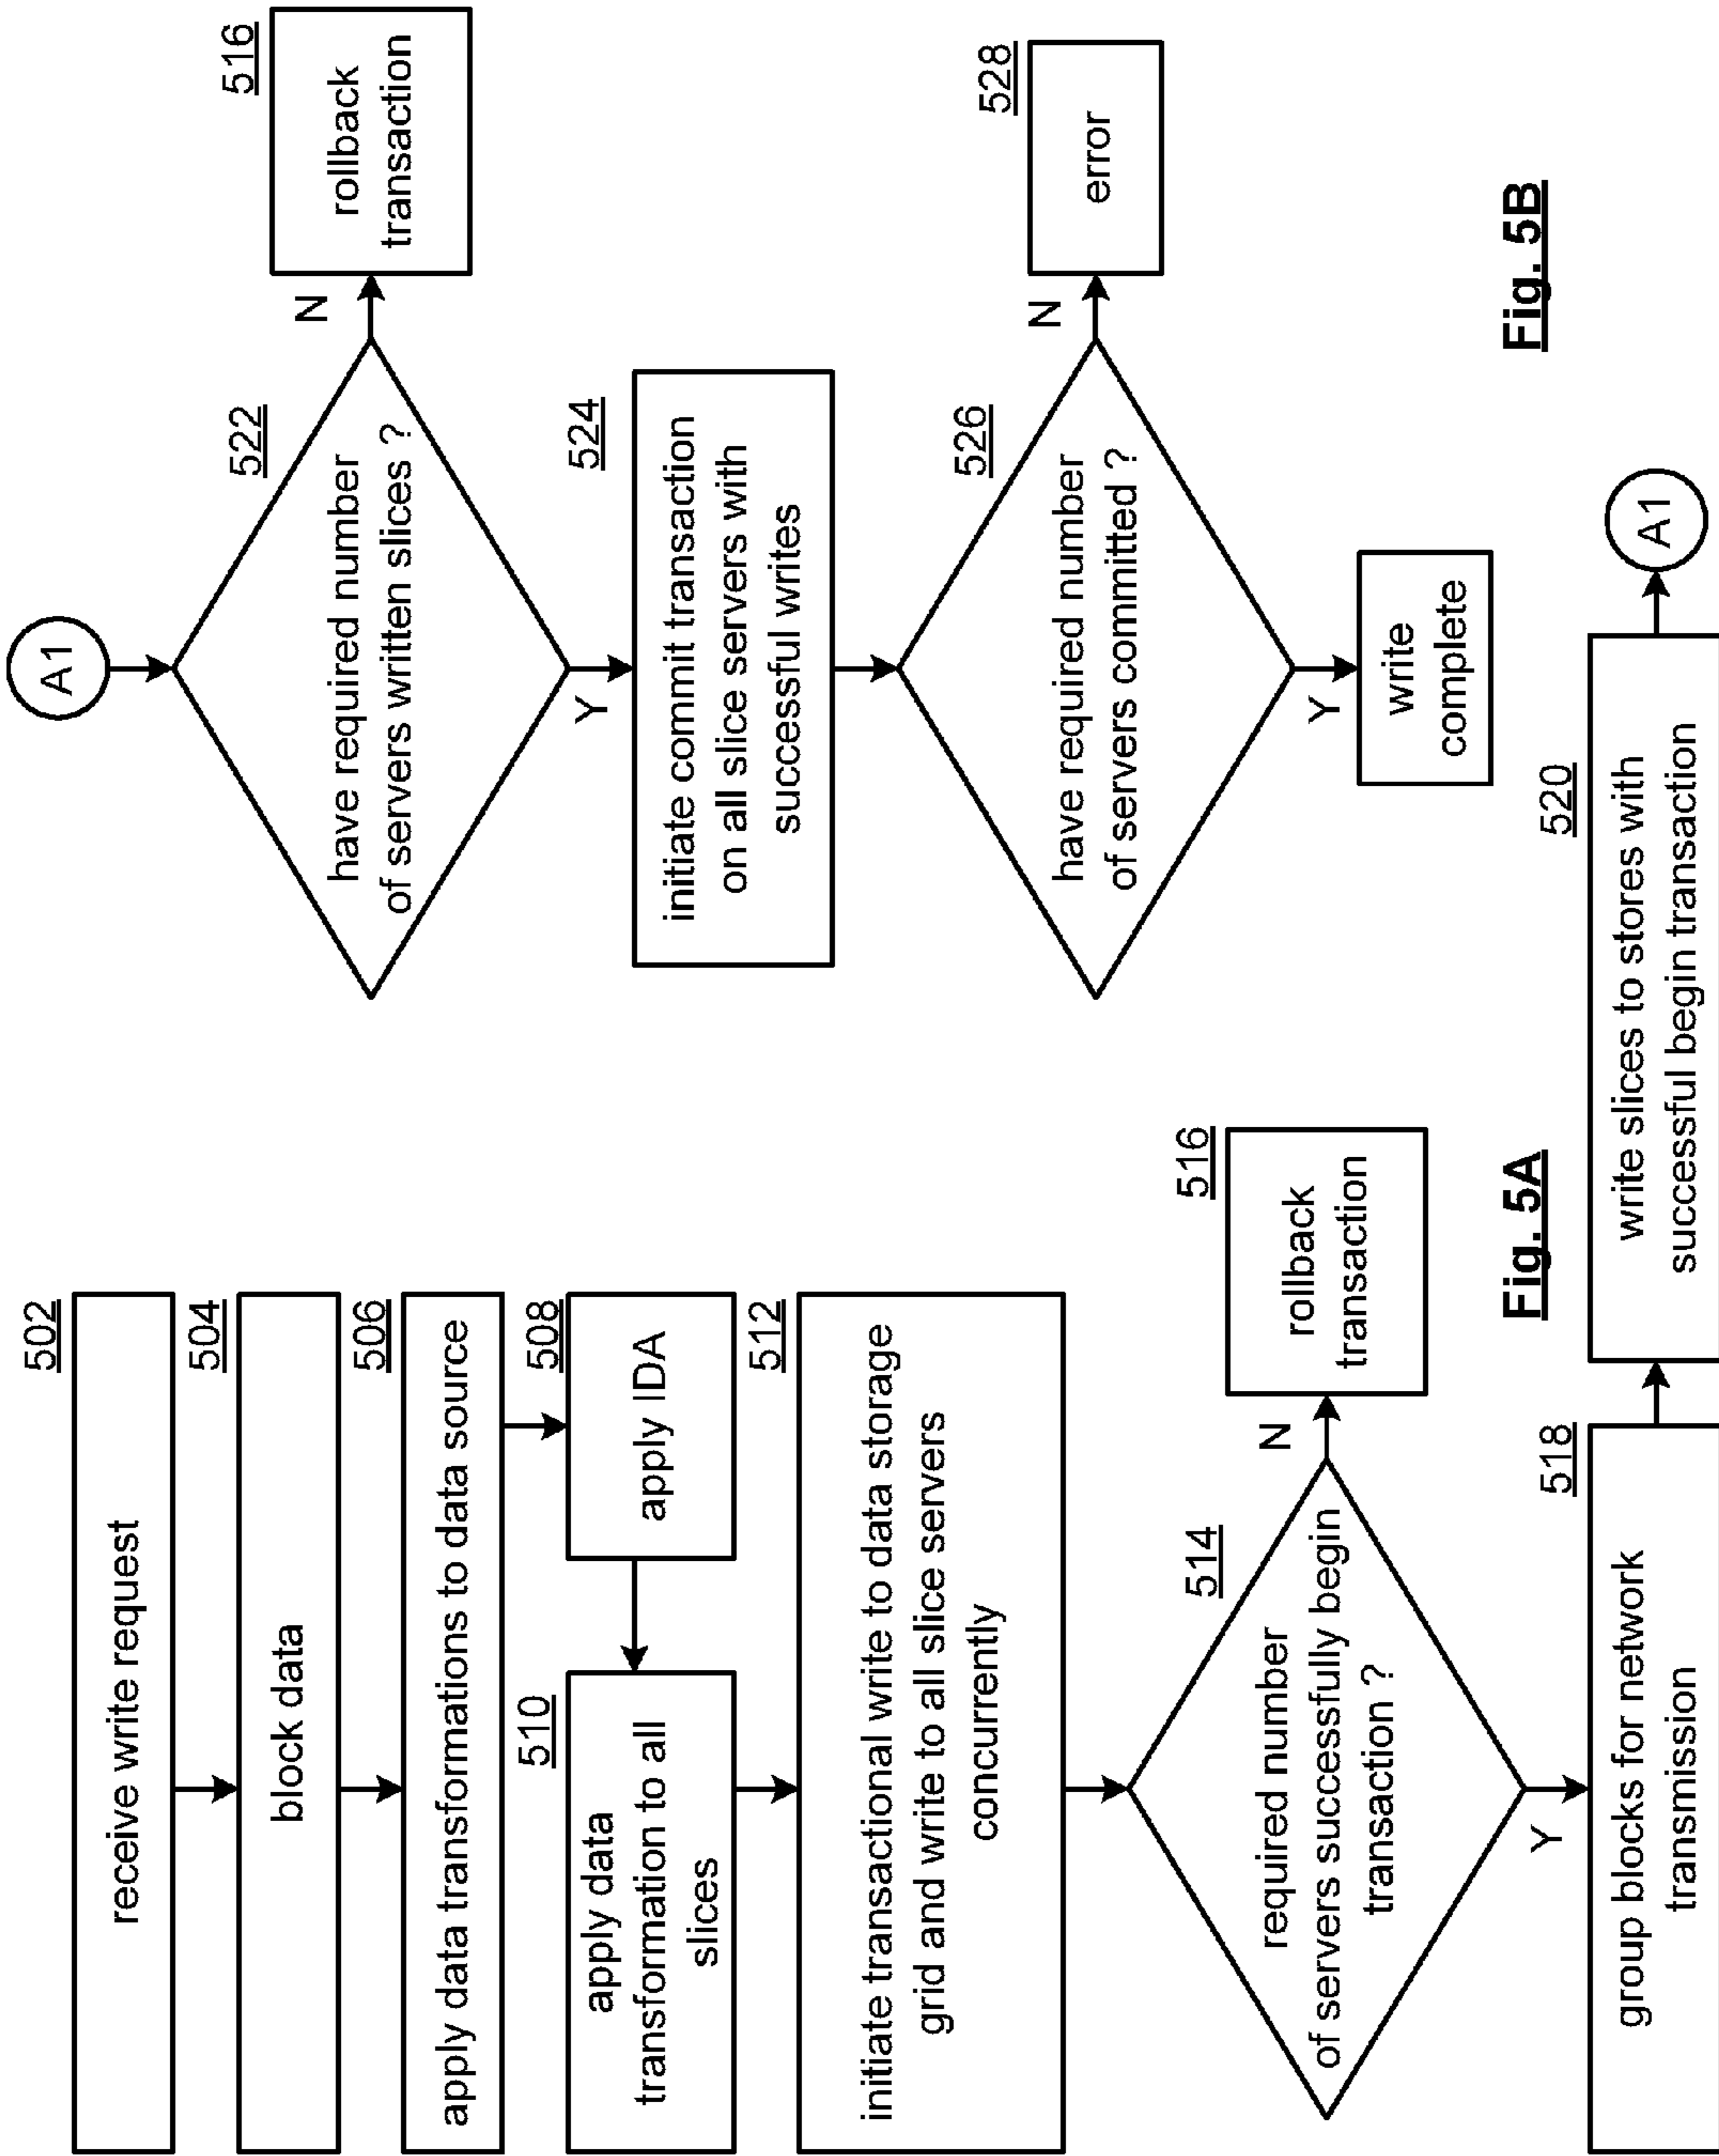 502
receive write request
504
block data
506
apply data transformations to data source
508
apply IDA
510
apply data
transformation to all
slices
512
initiate transactional write to data storage
grid and write to all slice servers
concurrently
514
required number
of servers successfully begin
transaction ?
N
516
rollback
transaction
Y
518
group blocks for network
transmission
520
write slices to stores with
successful begin transaction
A1
Fig. 5A
A1
522
have required number
of servers written slices ?
N
516
rollback
transaction
Y
524
initiate commit transaction
on all slice servers with
successful writes
526
have required number
of servers committed ?
N
528
error
Y
write
complete
Fig. 5B